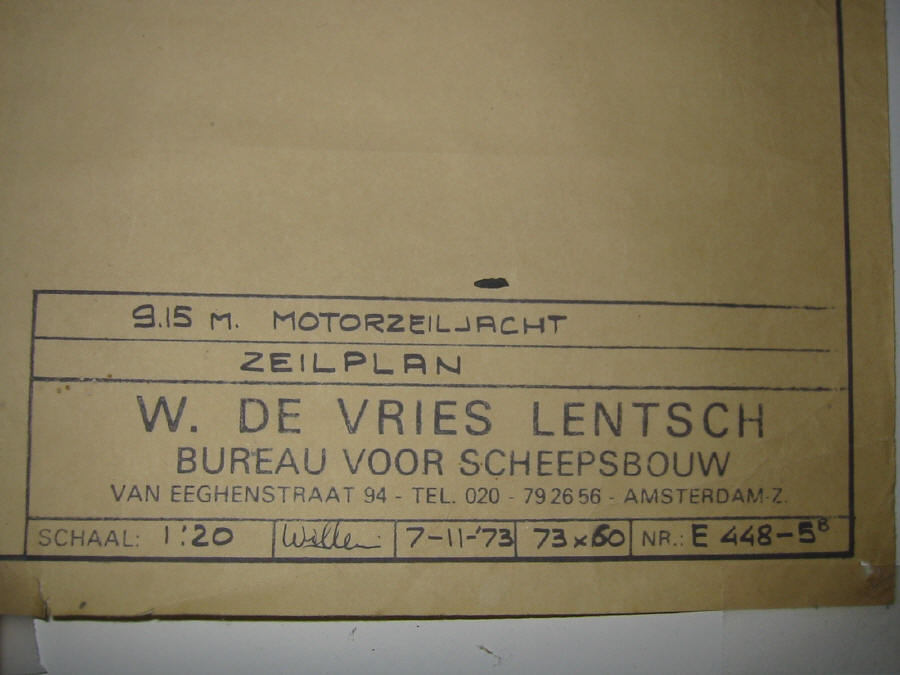 9.15 M. MOTORZEILJACHT
ZEILPLAN
W. DE VRIES LENTSCH
BUREAU VOOR SCHEEPSBOUW
VAN EEGHENSTRAAT 94 - TEL. 020 - 79 26 56 - AMSTERDAM-Z.
SCHAAL: 1:20 7-11-'73 73 x 60 NR.: E 448-5B